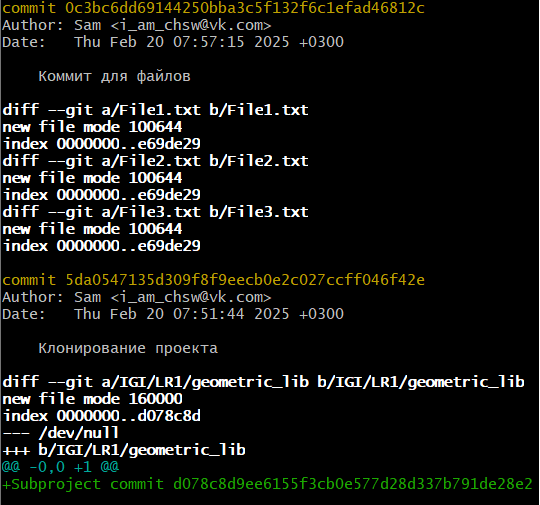 commit 0c3bc6dd69144250bba3c5f132f6c1efad46812c
Author: Sam <i_am_chsw@vk.com>
Date:   Thu Feb 20 07:57:15 2025 +0300
    Коммит для файлов
diff --git a/File1.txt b/File1.txt
new file mode 100644
index 0000000..e69de29
diff --git a/File2.txt b/File2.txt
new file mode 100644
index 0000000..e69de29
diff --git a/File3.txt b/File3.txt
new file mode 100644
index 0000000..e69de29
commit 5da0547135d309f8f9eecb0e2c027ccff046f42e
Author: Sam <i_am_chsw@vk.com>
Date:   Thu Feb 20 07:51:44 2025 +0300
    Клонирование проекта
diff --git a/IGI/LR1/geometric_lib b/IGI/LR1/geometric_lib
new file mode 160000
index 0000000..d078c8d
--- /dev/null
+++ b/IGI/LR1/geometric_lib
@@ -0,0 +1 @@
+Subproject commit d078c8d9ee6155f3cb0e577d28d337b791de28e2